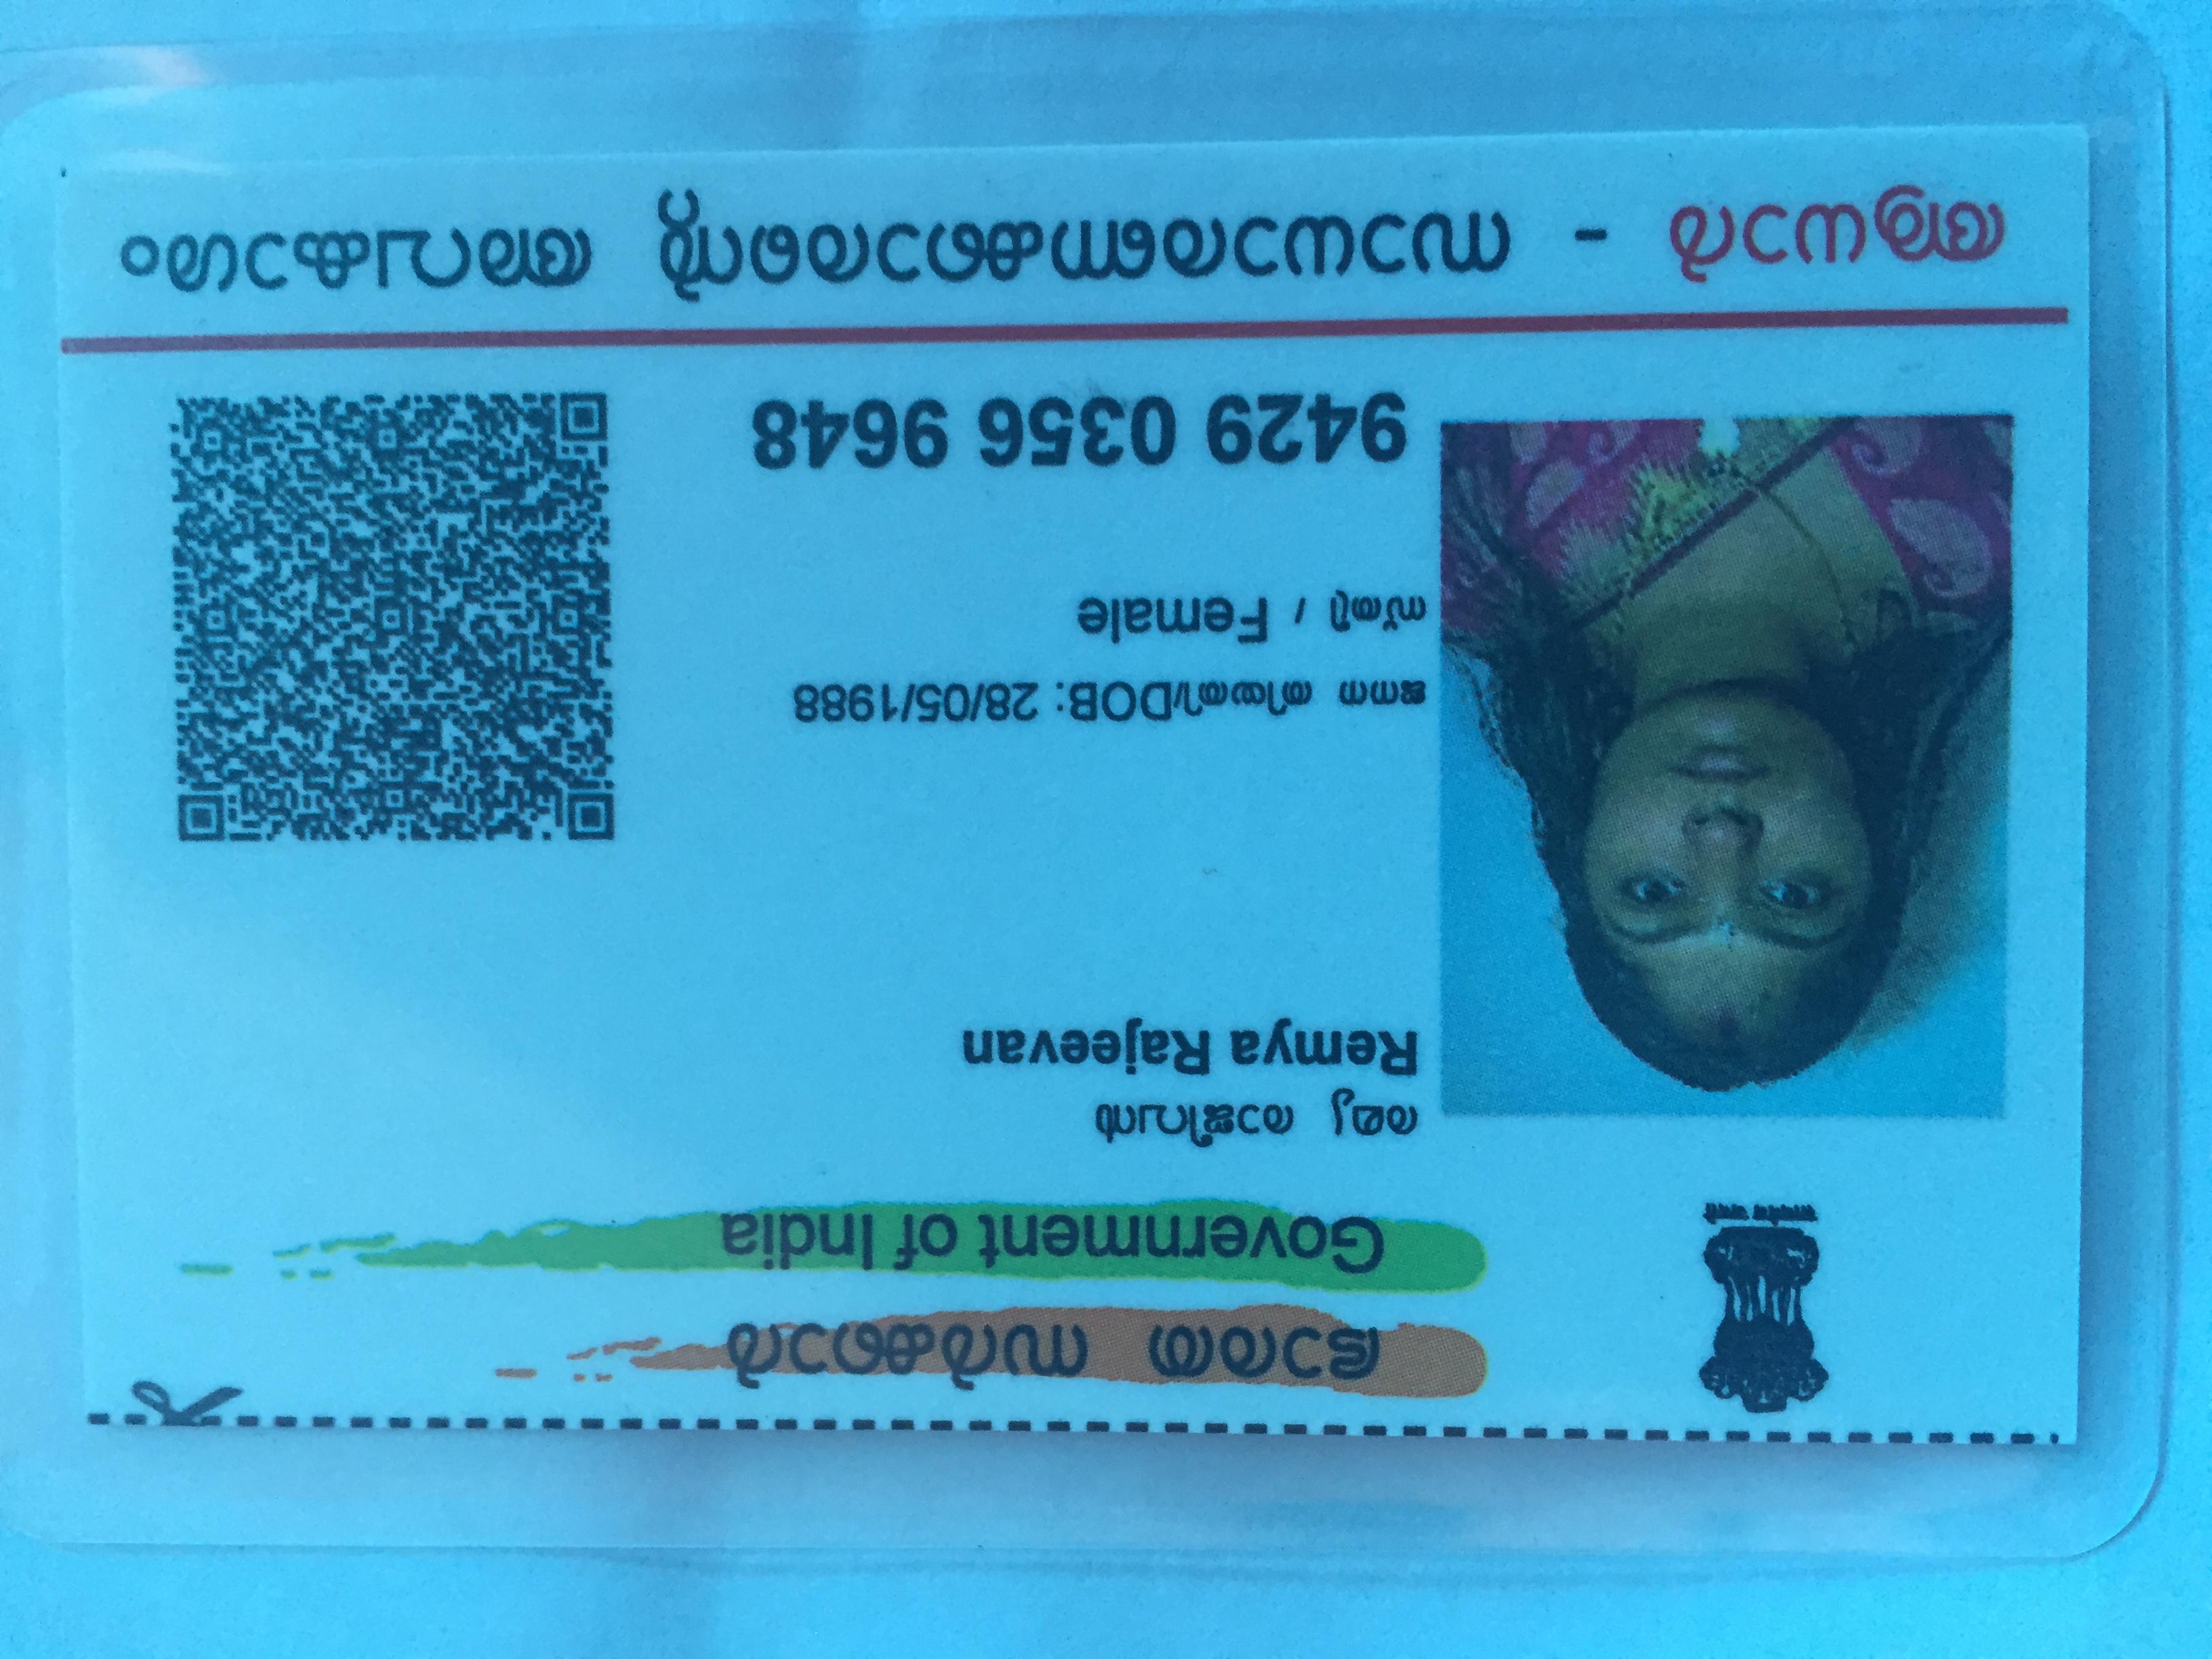 सत्यमेव जयते
ഭാരത സർക്കാർ
Government of India
രമ്യ രാജീവൻ
Remya Rajeevan
ജനന തിയതി/DOB: 28/05/1988
സ്ത്രീ / Female
9429 0356 9648
ആധാർ - സാധാരണക്കാരന്റെ അവകാശം